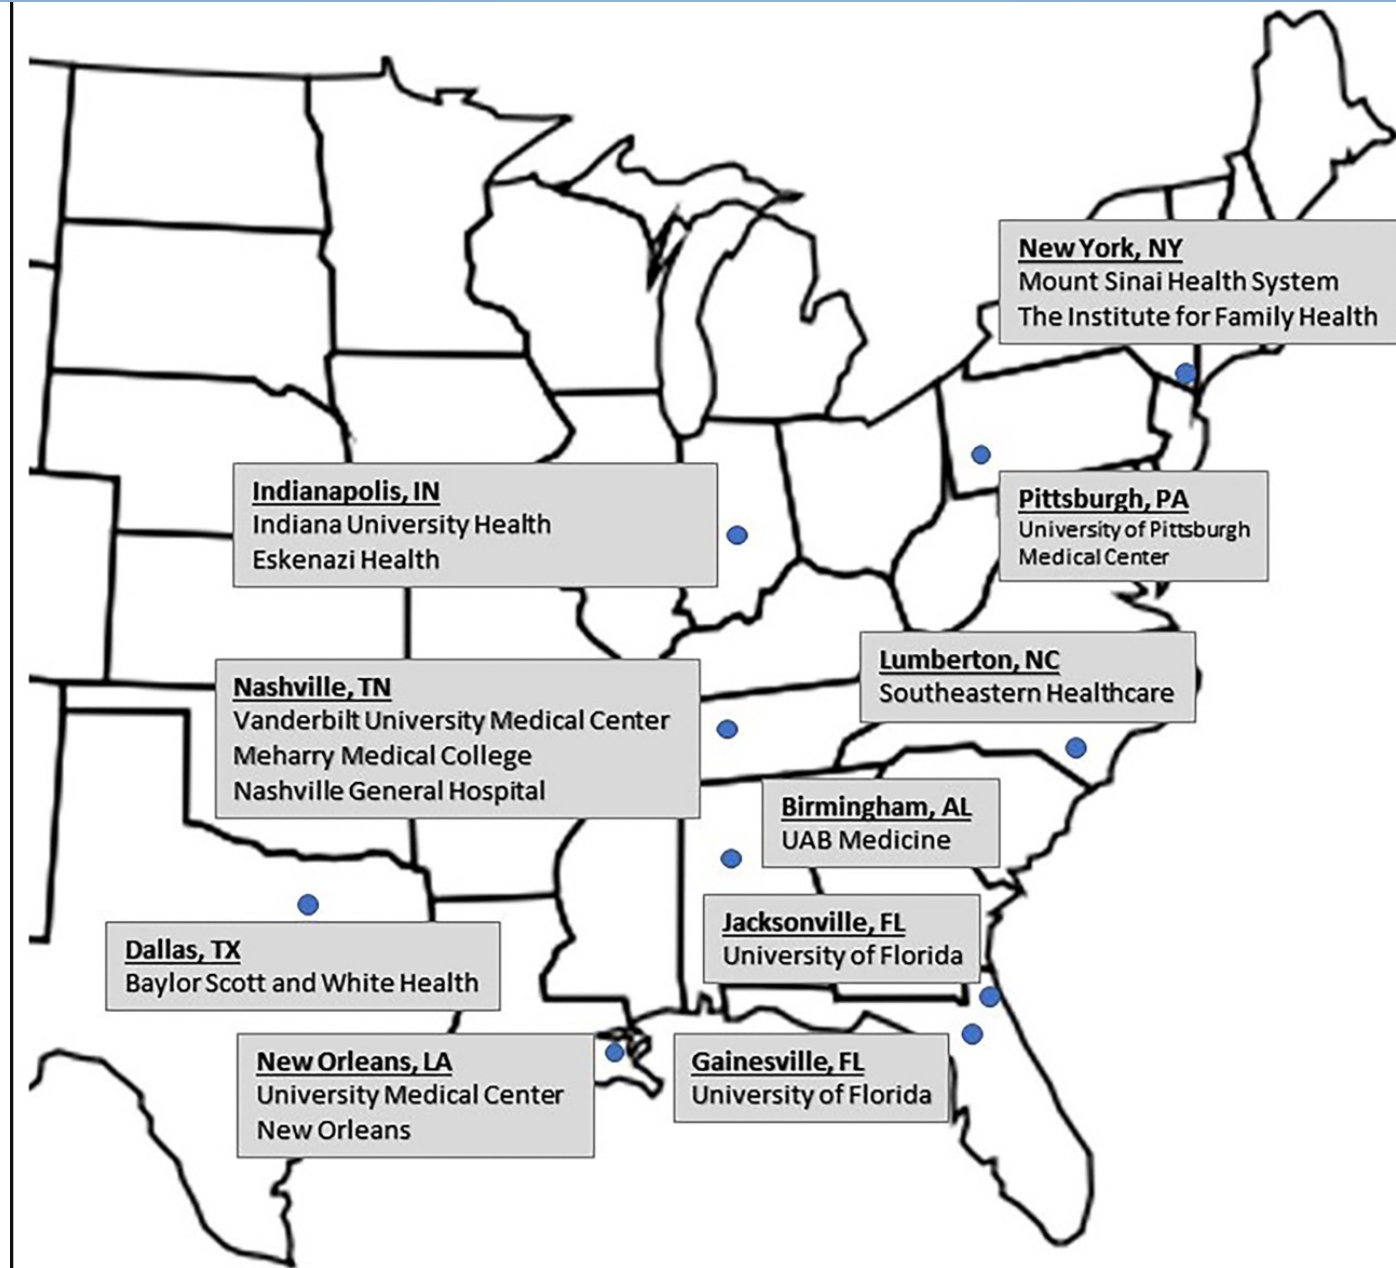 New York, NY
Mount Sinai Health System
The Institute for Family Health
Indianapolis, IN
Indiana University Health
Eskenazi Health
Pittsburgh, PA
University of Pittsburgh
Medical Center
Lumberton, NC
Southeastern Healthcare
Nashville, TN
Vanderbilt University Medical Center
Meharry Medical College
Nashville General Hospital
Birmingham, AL
UAB Medicine
Jacksonville, FL
University of Florida
Dallas, TX
Baylor Scott and White Health
New Orleans, LA
University Medical Center
New Orleans
Gainesville, FL
University of Florida